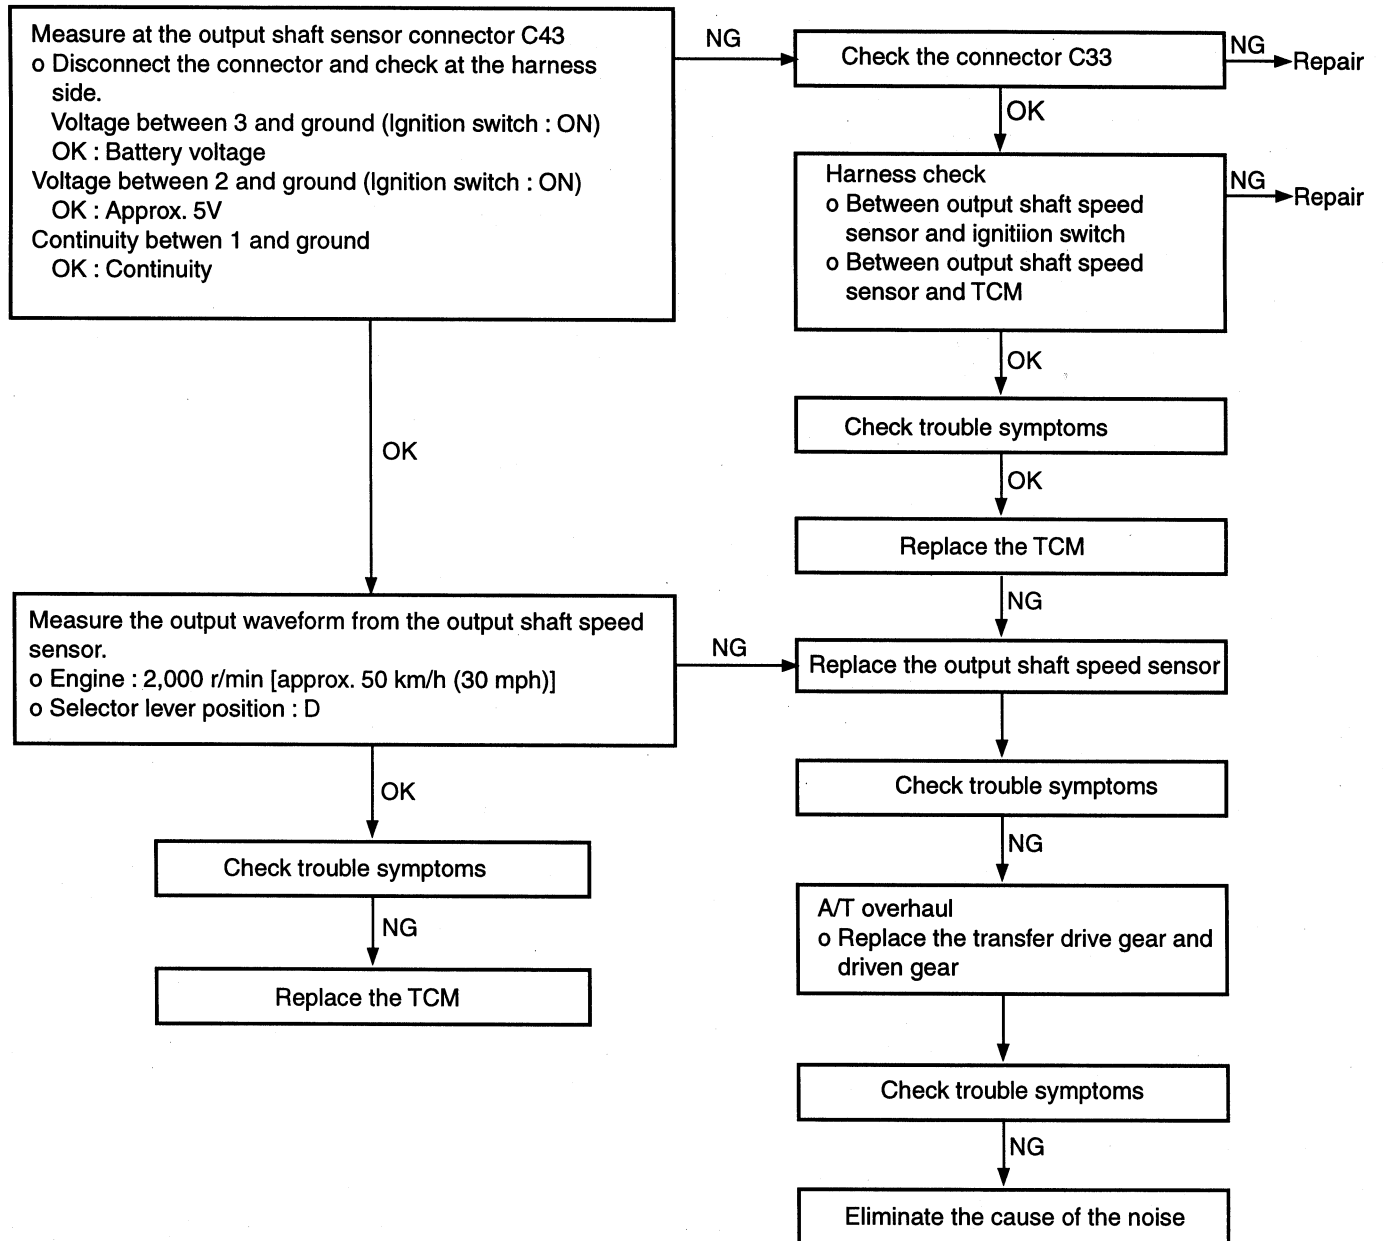 Measure at the output shaft sensor connector C43
o Disconnect the connector and check at the harness
side.
Voltage between 3 and ground (Ignition switch : ON)
OK : Battery voltage
Voltage between 2 and ground (Ignition switch : ON)
OK : Approx. 5V
Continuity betwen 1 and ground
OK : Continuity
NG
Check the connector C33
NG
Repair
OK
Harness check
o Between output shaft speed
sensor and ignitiion switch
o Between output shaft speed
sensor and TCM
NG
Repair
OK
Check trouble symptoms
OK
Replace the TCM
NG
OK
Measure the output waveform from the output shaft speed
sensor.
o Engine : 2,000 r/min [approx. 50 km/h (30 mph)]
o Selector lever position : D
NG
Replace the output shaft speed sensor
OK
Check trouble symptoms
NG
Replace the TCM
Check trouble symptoms
NG
A/T overhaul
o Replace the transfer drive gear and
driven gear
Check trouble symptoms
NG
Eliminate the cause of the noise